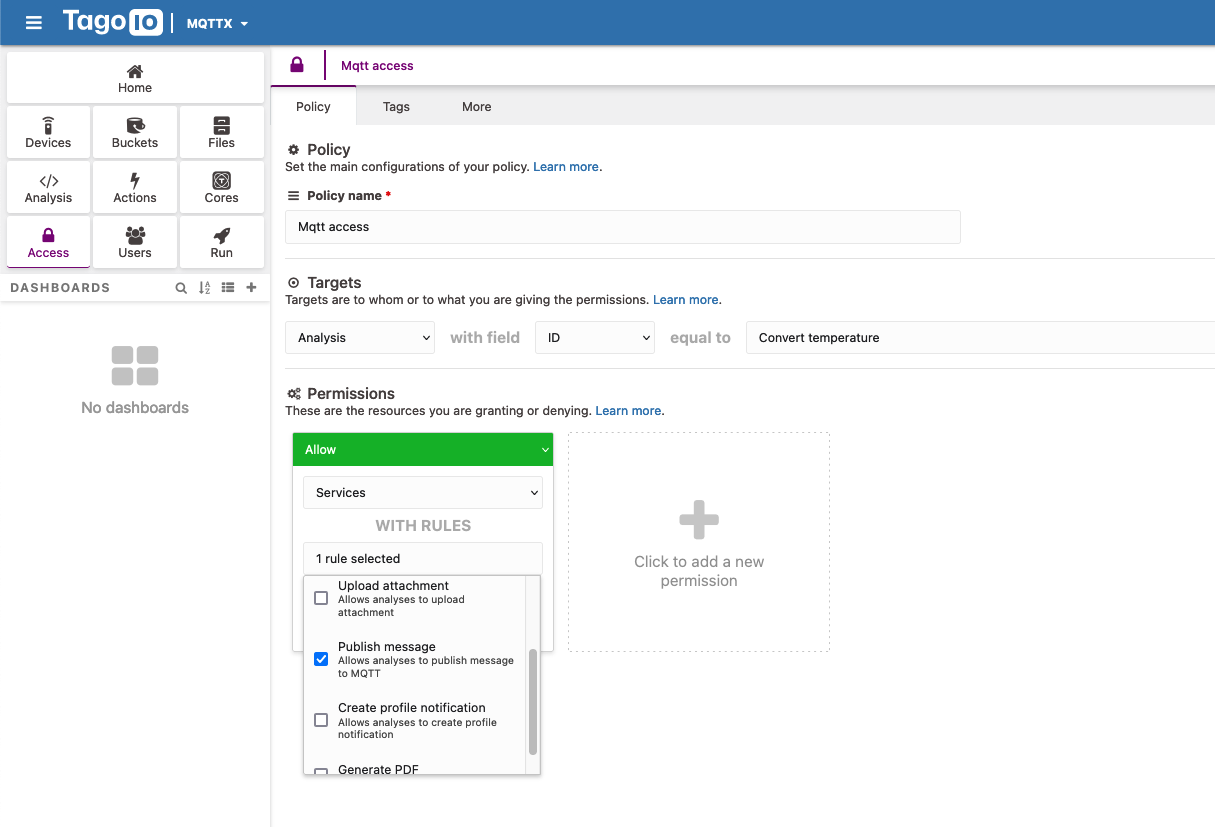 Tago IO MQTTX
Home
Devices Buckets Files
Analysis Actions Cores
Access Users Run
DASHBOARDS
No dashboards
Mqtt access
Policy Tags More
Policy
Set the main configurations of your policy. Learn more.
Policy name *
Mqtt access
Targets
Targets are to whom or to what you are giving the permissions. Learn more.
Analysis with field ID equal to Convert temperature
Permissions
These are the resources you are granting or denying. Learn more.
Allow
Services
WITH RULES
1 rule selected
Upload attachment
Allows analyses to upload
attachment
Publish message
Allows analyses to publish message
to MQTT
Create profile notification
Allows analyses to create profile
notification
Generate PDF
Click to add a new
permission